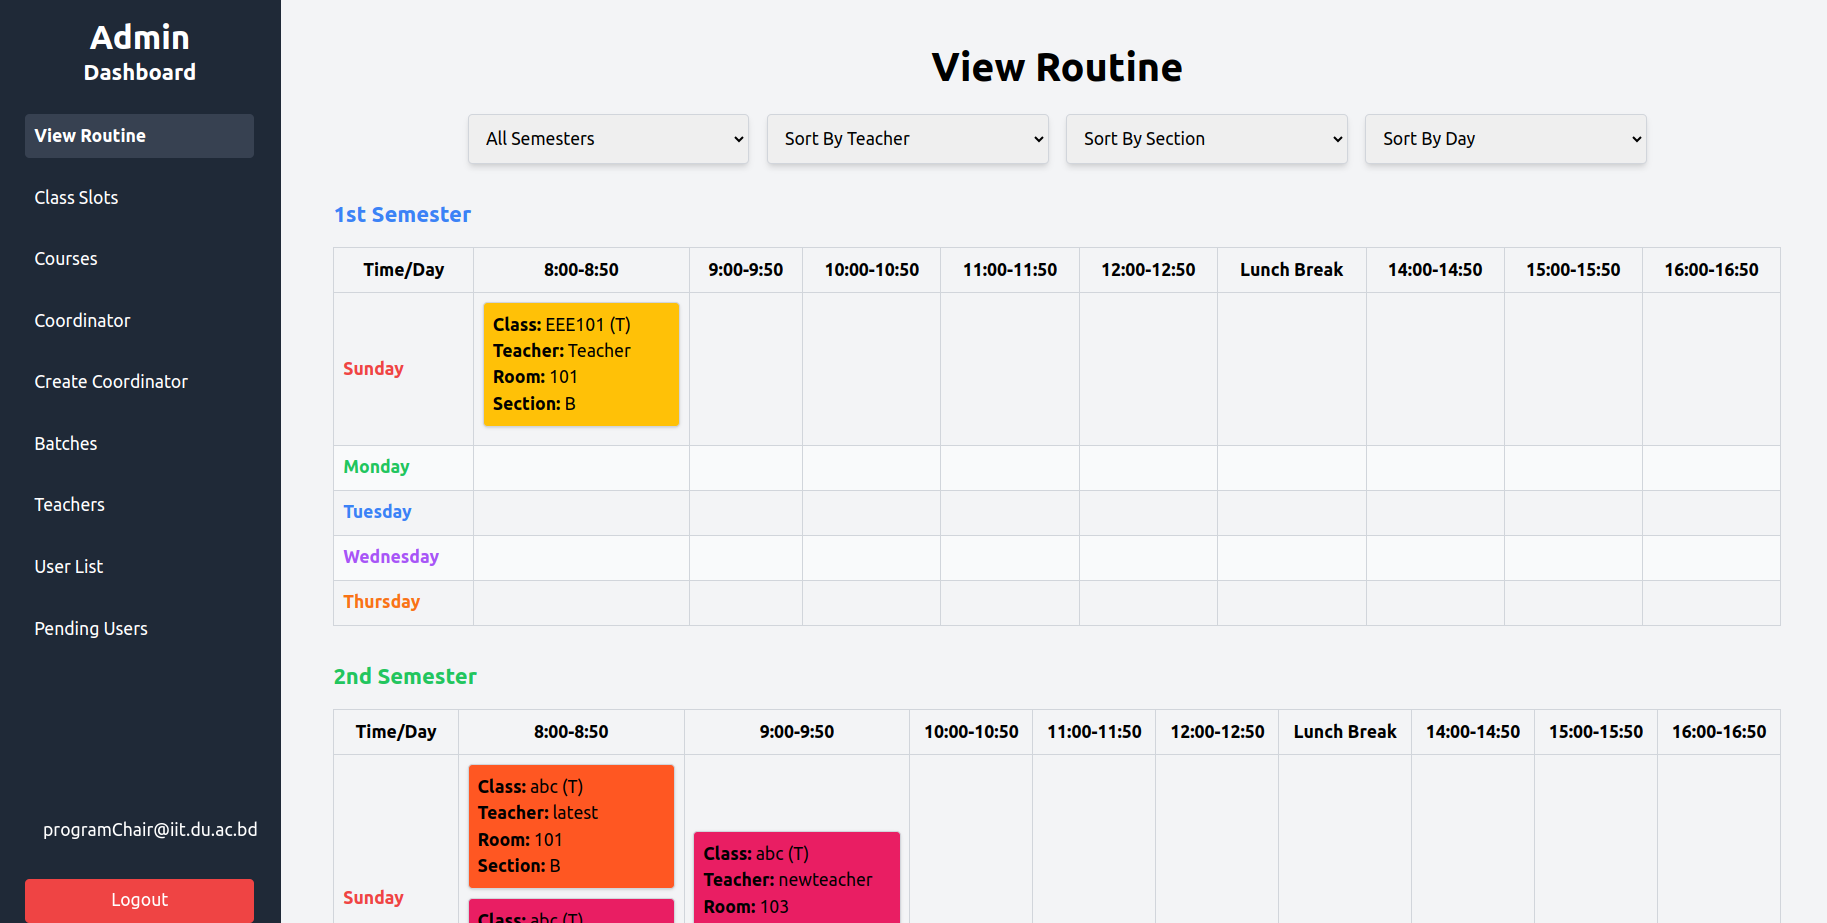 Admin
Dashboard
View Routine
Class Slots
Courses
Coordinator
Create Coordinator
Batches
Teachers
User List
Pending Users
programChair@iit.du.ac.bd
Logout
View Routine
All Semesters Sort By Teacher Sort By Section Sort By Day
1st Semester
Time/Day 8:00-8:50 9:00-9:50 10:00-10:50 11:00-11:50 12:00-12:50 Lunch Break 14:00-14:50 15:00-15:50 16:00-16:50
Sunday
Class: EEE101 (T)
Teacher: Teacher
Room: 101
Section: B
Monday
Tuesday
Wednesday
Thursday
2nd Semester
Time/Day 8:00-8:50 9:00-9:50 10:00-10:50 11:00-11:50 12:00-12:50 Lunch Break 14:00-14:50 15:00-15:50 16:00-16:50
Sunday
Class: abc (T)
Teacher: latest
Room: 101
Section: B
Class: abc (T)
Class: abc (T)
Teacher: newteacher
Room: 103